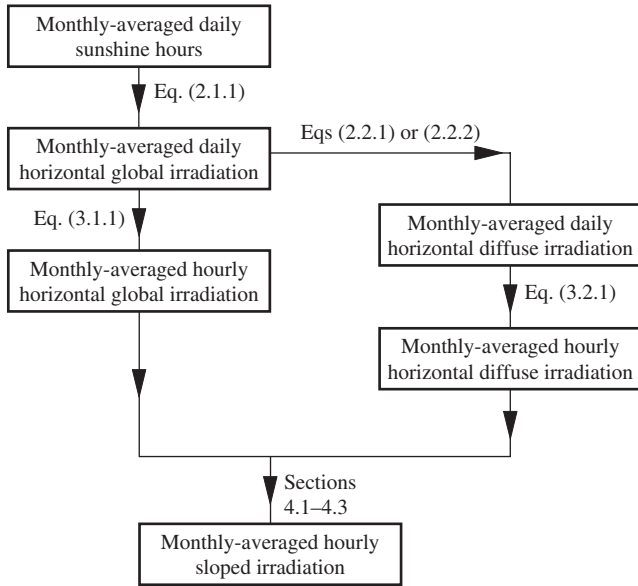 Monthly-averaged daily
sunshine hours
Eq. (2.1.1)
Monthly-averaged daily
horizontal global irradiation
Eqs (2.2.1) or (2.2.2)
Eq. (3.1.1)
Monthly-averaged daily
horizontal diffuse irradiation
Monthly-averaged hourly
horizontal global irradiation
Eq. (3.2.1)
Monthly-averaged hourly
horizontal diffuse irradiation
Sections
4.1–4.3
Monthly-averaged hourly
sloped irradiation